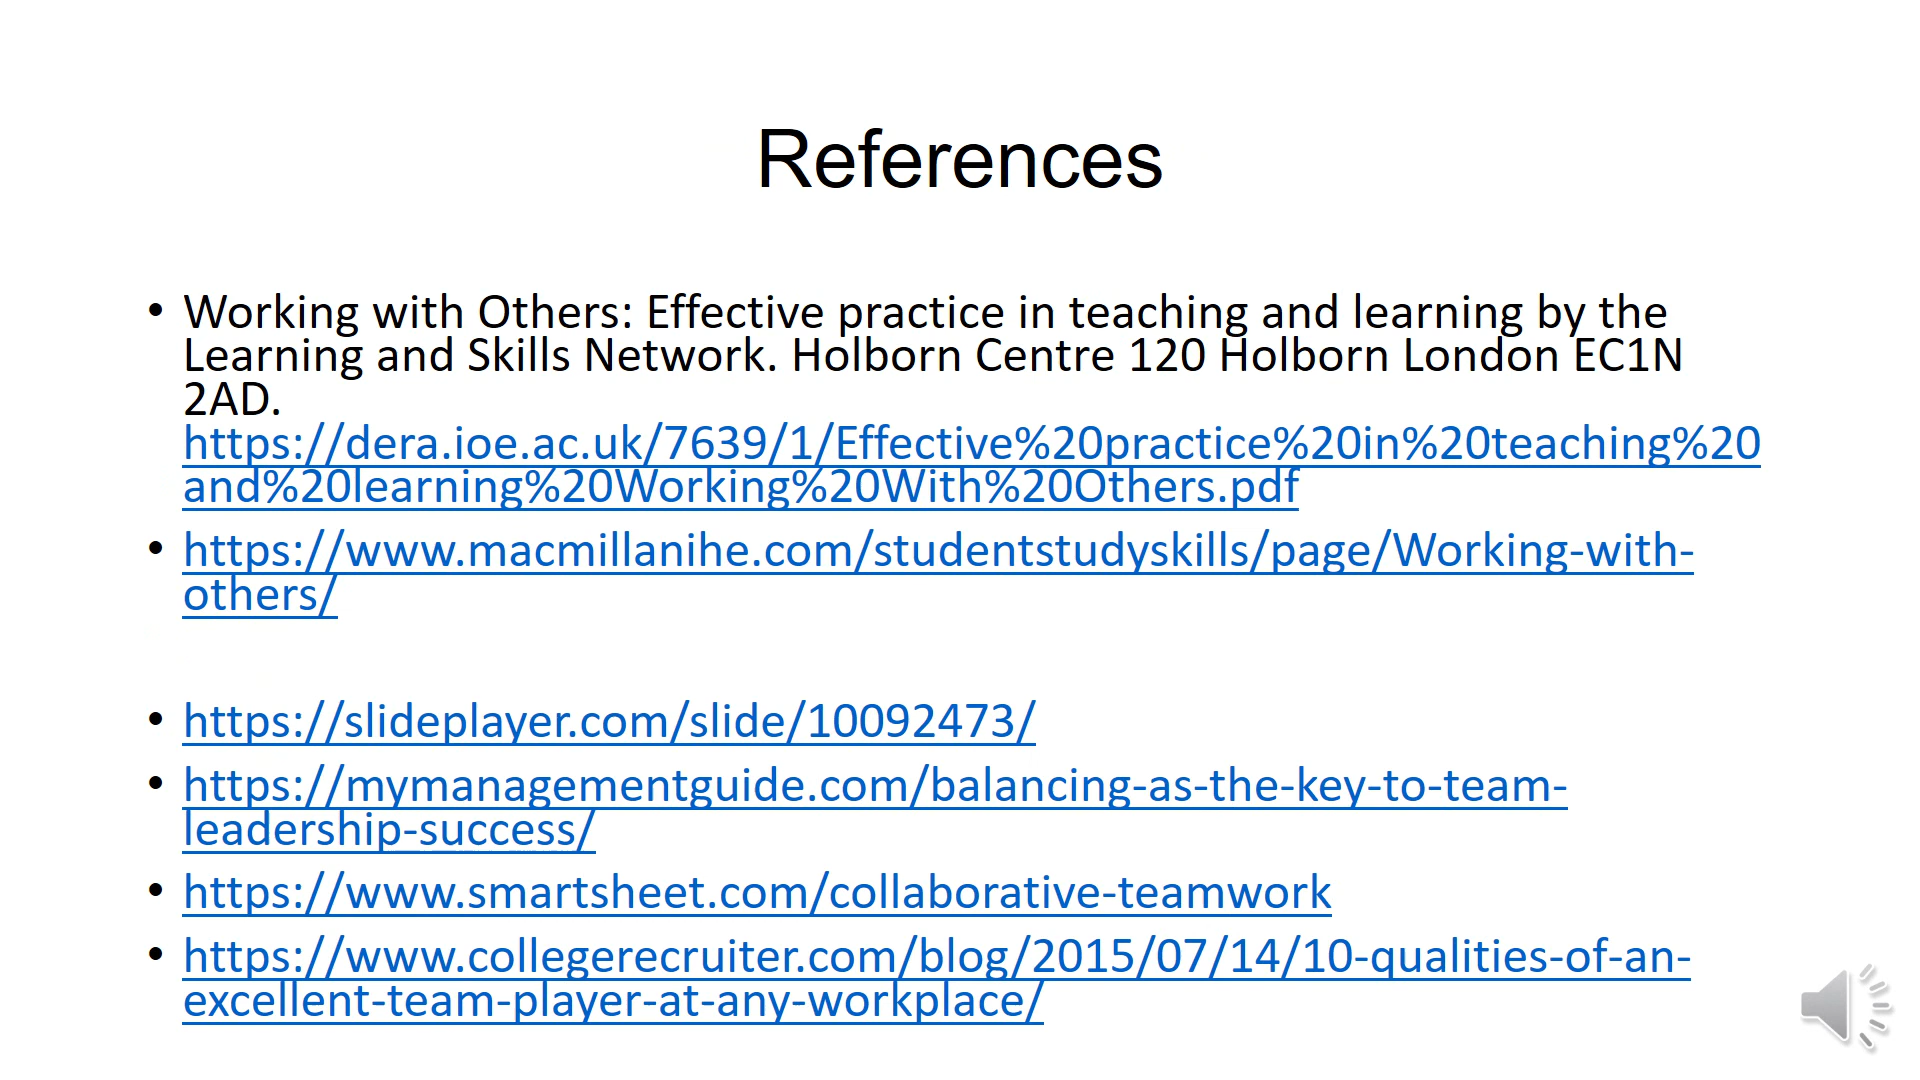 References
• Working with Others: Effective practice in teaching and learning by the
Learning and Skills Network. Holborn Centre 120 Holborn London EC1N
2AD.
https://dera.ioe.ac.uk/7639/1/Effective%20practice%20in%20teaching%20
and%20learning%20Working%20With%20Others.pdf
• https://www.macmillanihe.com/studentstudyskills/page/Working-with-
others/
• https://slideplayer.com/slide/10092473/
• https://mymanagementguide.com/balancing-as-the-key-to-team-
leadership-success/
• https://www.smartsheet.com/collaborative-teamwork
• https://www.collegerecruiter.com/blog/2015/07/14/10-qualities-of-an-
excellent-team-player-at-any-workplace/